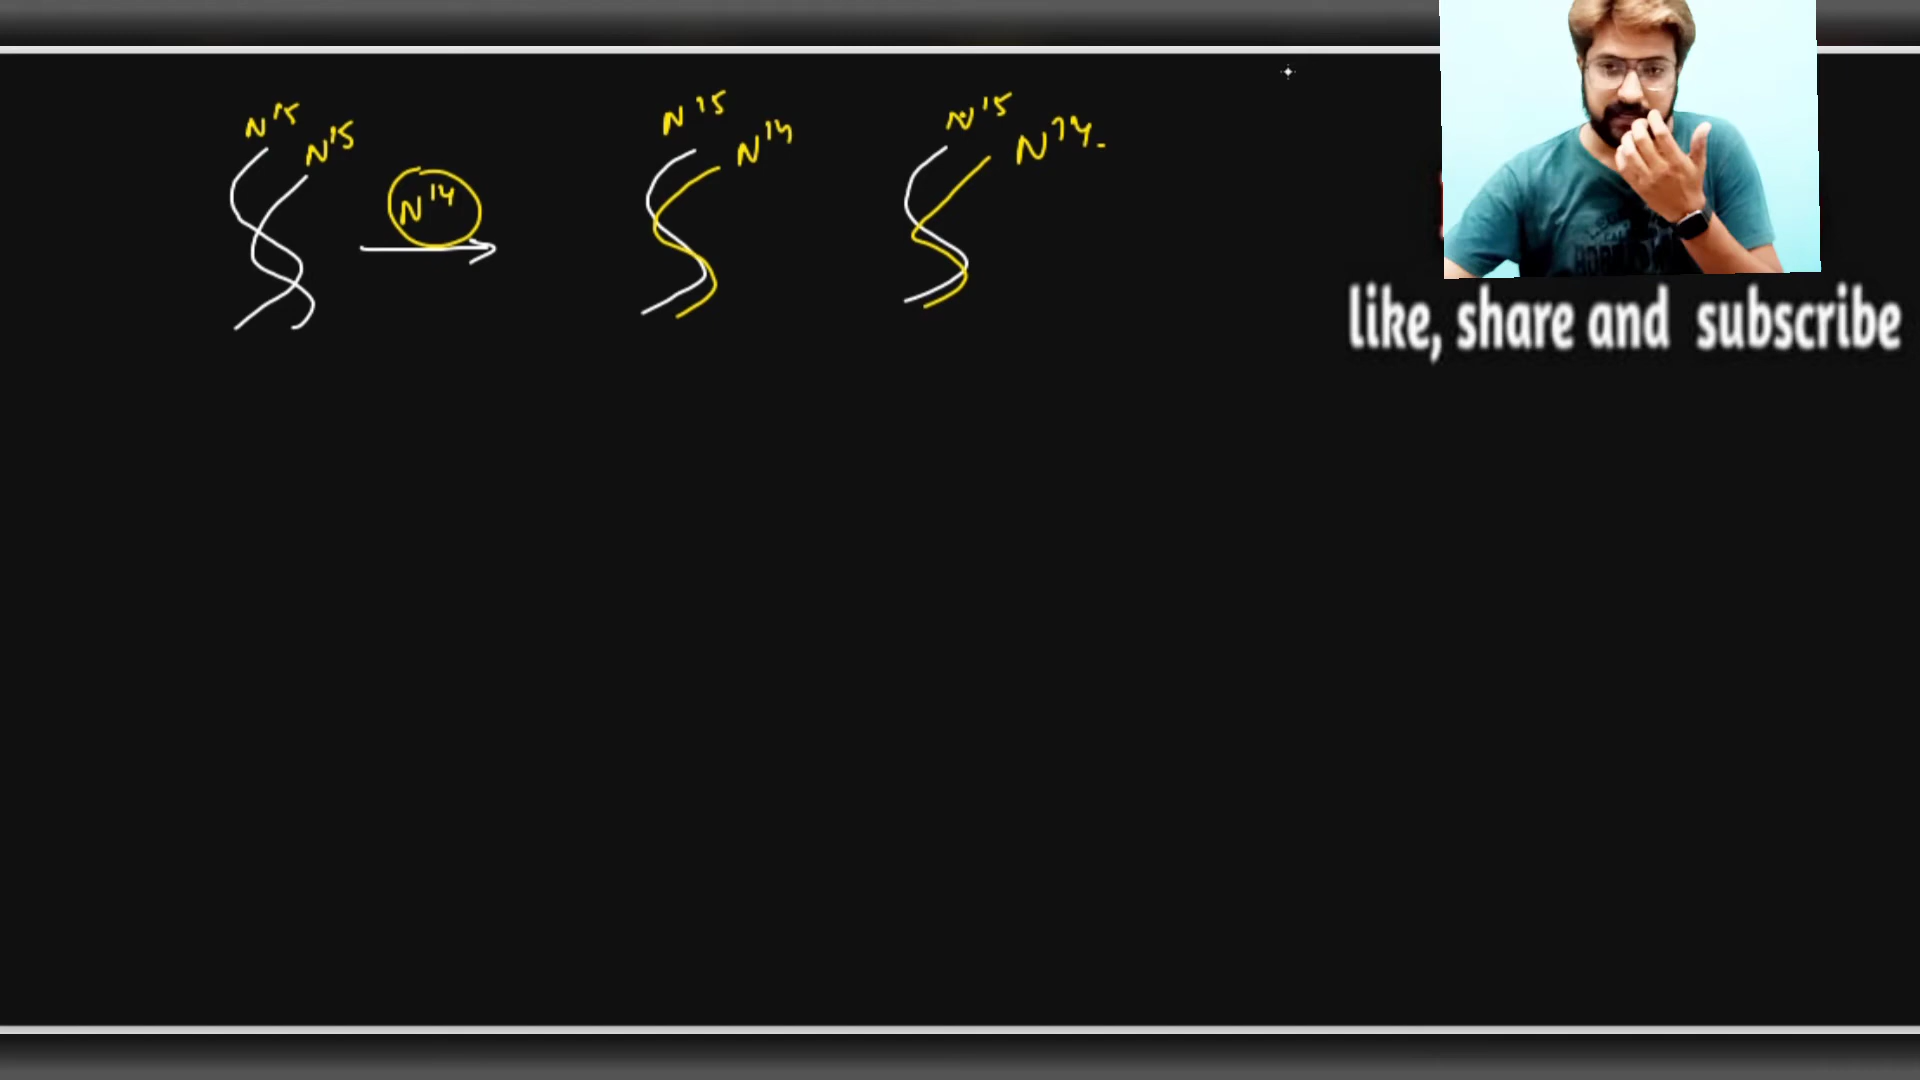 N15 N15
N14
N15 N14
N15 N14
like, share and subscribe